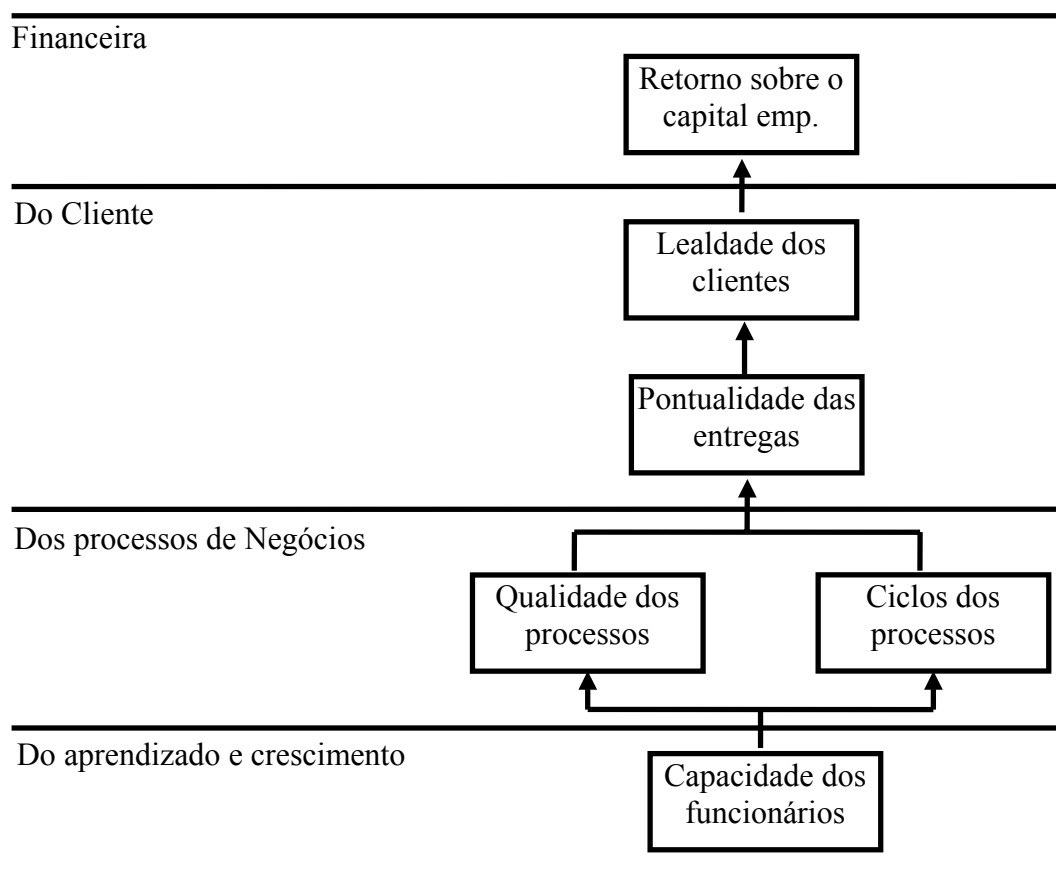 Financeira
Retorno sobre o
capital emp.
Do Cliente
Lealdade dos
clientes
Pontualidade das
entregas
Dos processos de Negócios
Qualidade dos
processos
Ciclos dos
processos
Do aprendizado e crescimento
Capacidade dos
funcionários